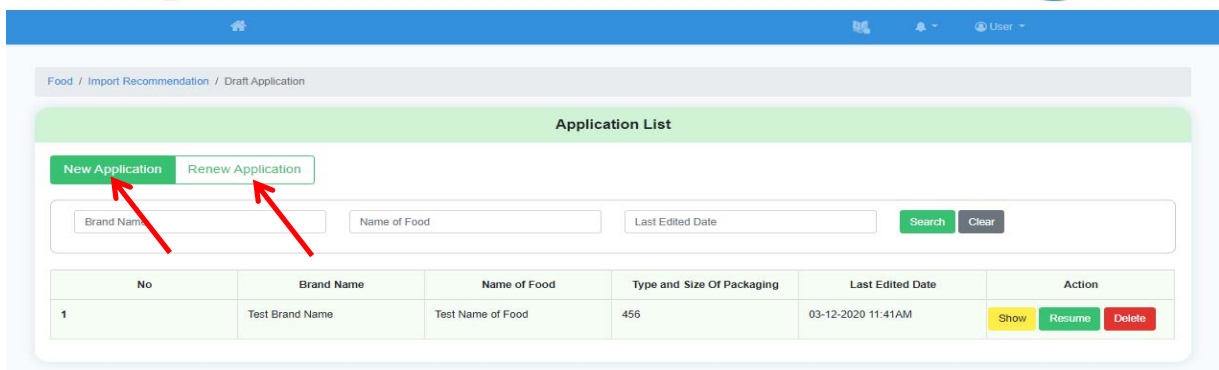 User
Food / Import Recommendation / Draft Application
Application List
New Application Renew Application
Brand Name Name of Food Last Edited Date Search Clear
No Brand Name Name of Food Type and Size Of Packaging Last Edited Date Action
1 Test Brand Name Test Name of Food 456 03-12-2020 11:41AM Show Resume Delete